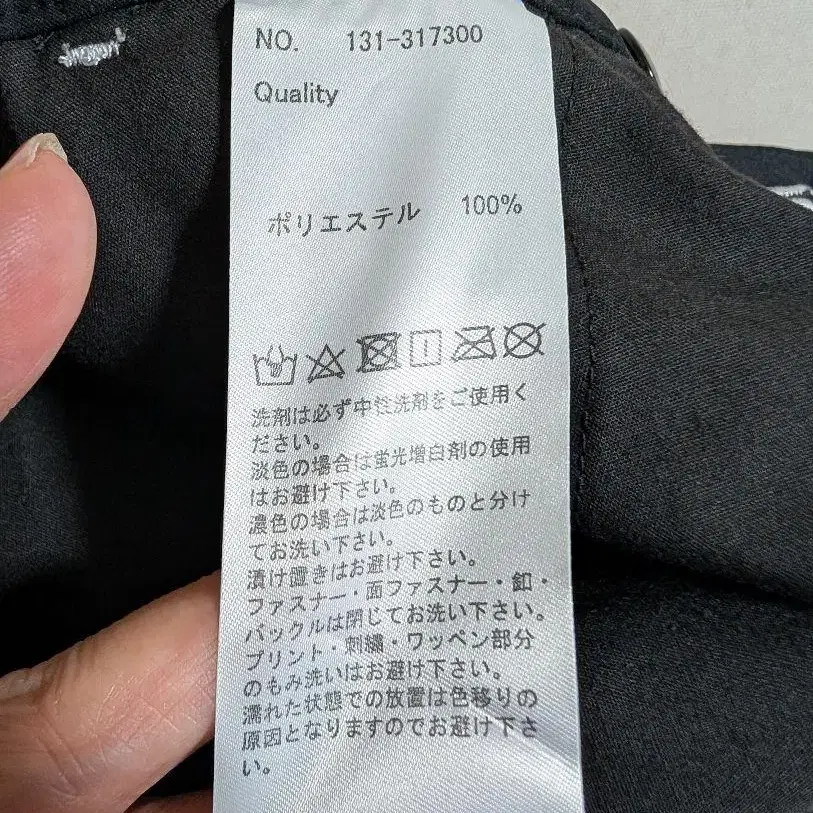 NO. 131-317300
Quality
ポリエステル 100%
洗剤は必ず中性洗剤をご使用く
ださい。
淡色の場合は蛍光増白剤の使用
はお避け下さい。
濃色の場合は淡色のものと分け
てお洗い下さい。
漬け置きはお避け下さい。
ファスナー・面ファスナー・釦・
バックルは閉じてお洗い下さい。
プリント・刺繍・ワッペン部分
のもみ洗いはお避け下さい。
濡れた状態での放置は色移りの
原因となりますのでお避け下さ
い。